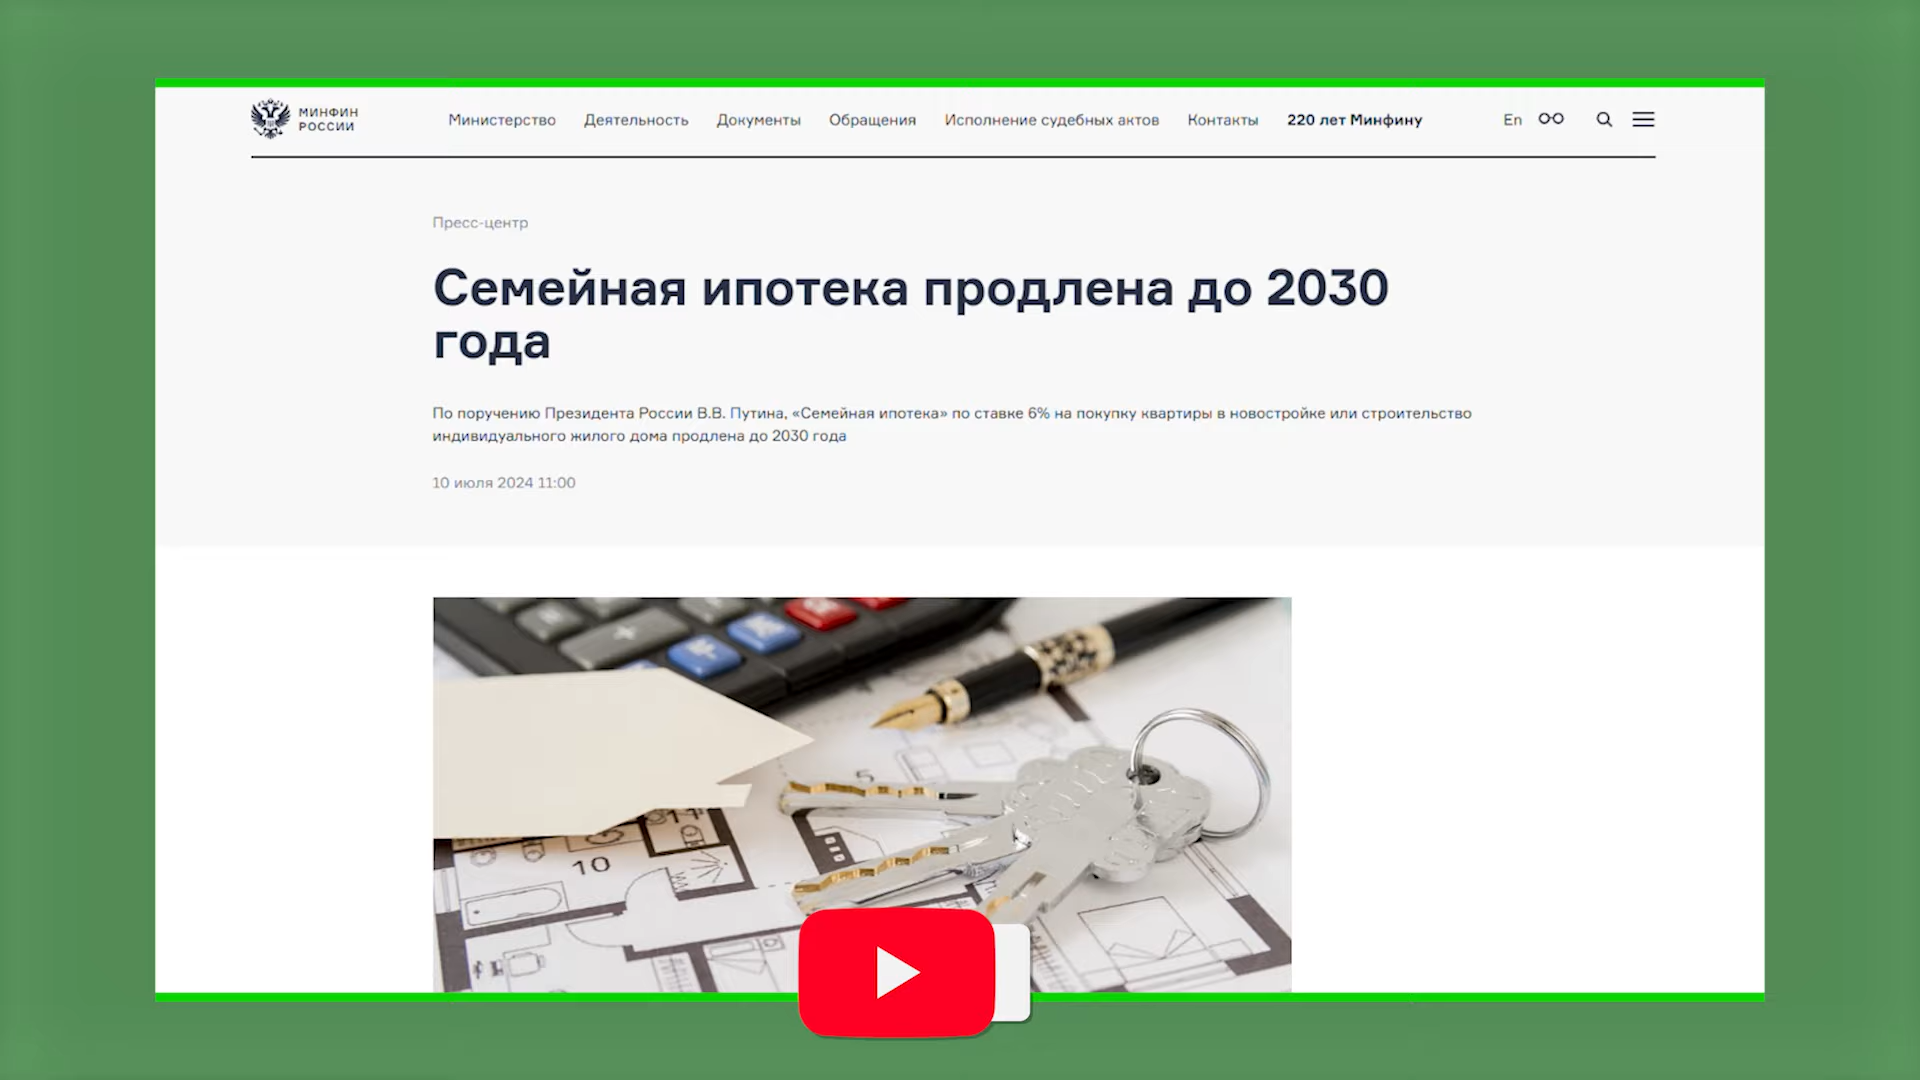 МИНФИН
РОССИИ
Министерство Деятельность Документы Обращения Исполнение судебных актов Контакты 220 лет Минфину En
Пресс-центр
Семейная ипотека продлена до 2030
года
По поручению Президента России В.В. Путина, «Семейная ипотека» по ставке 6% на покупку квартиры в новостройке или строительство
индивидуального жилого дома продлена до 2030 года
10 июля 2024 11:00
5
11
10